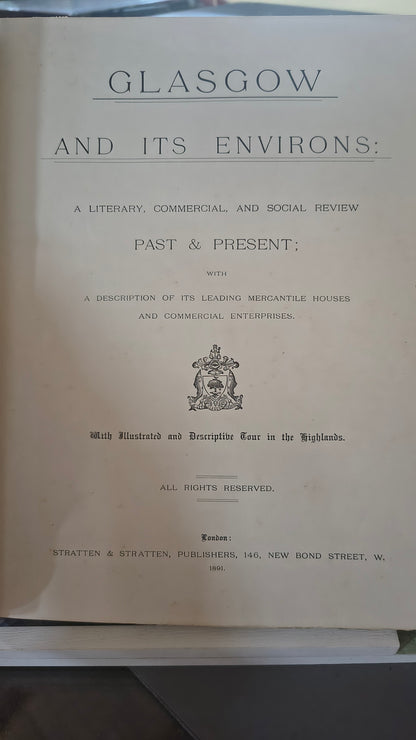 GLASGOW
AND ITS ENVIRONS:
A LITERARY, COMMERCIAL, AND SOCIAL REVIEW
PAST & PRESENT;
WITH
A DESCRIPTION OF ITS LEADING MERCANTILE HOUSES
AND COMMERCIAL ENTERPRISES.
With Illustrated and Descriptive Tour in the Highlands.
ALL RIGHTS RESERVED.
London:
STRATTEN & STRATTEN, PUBLISHERS, 146, NEW BOND STREET, W.
1891.